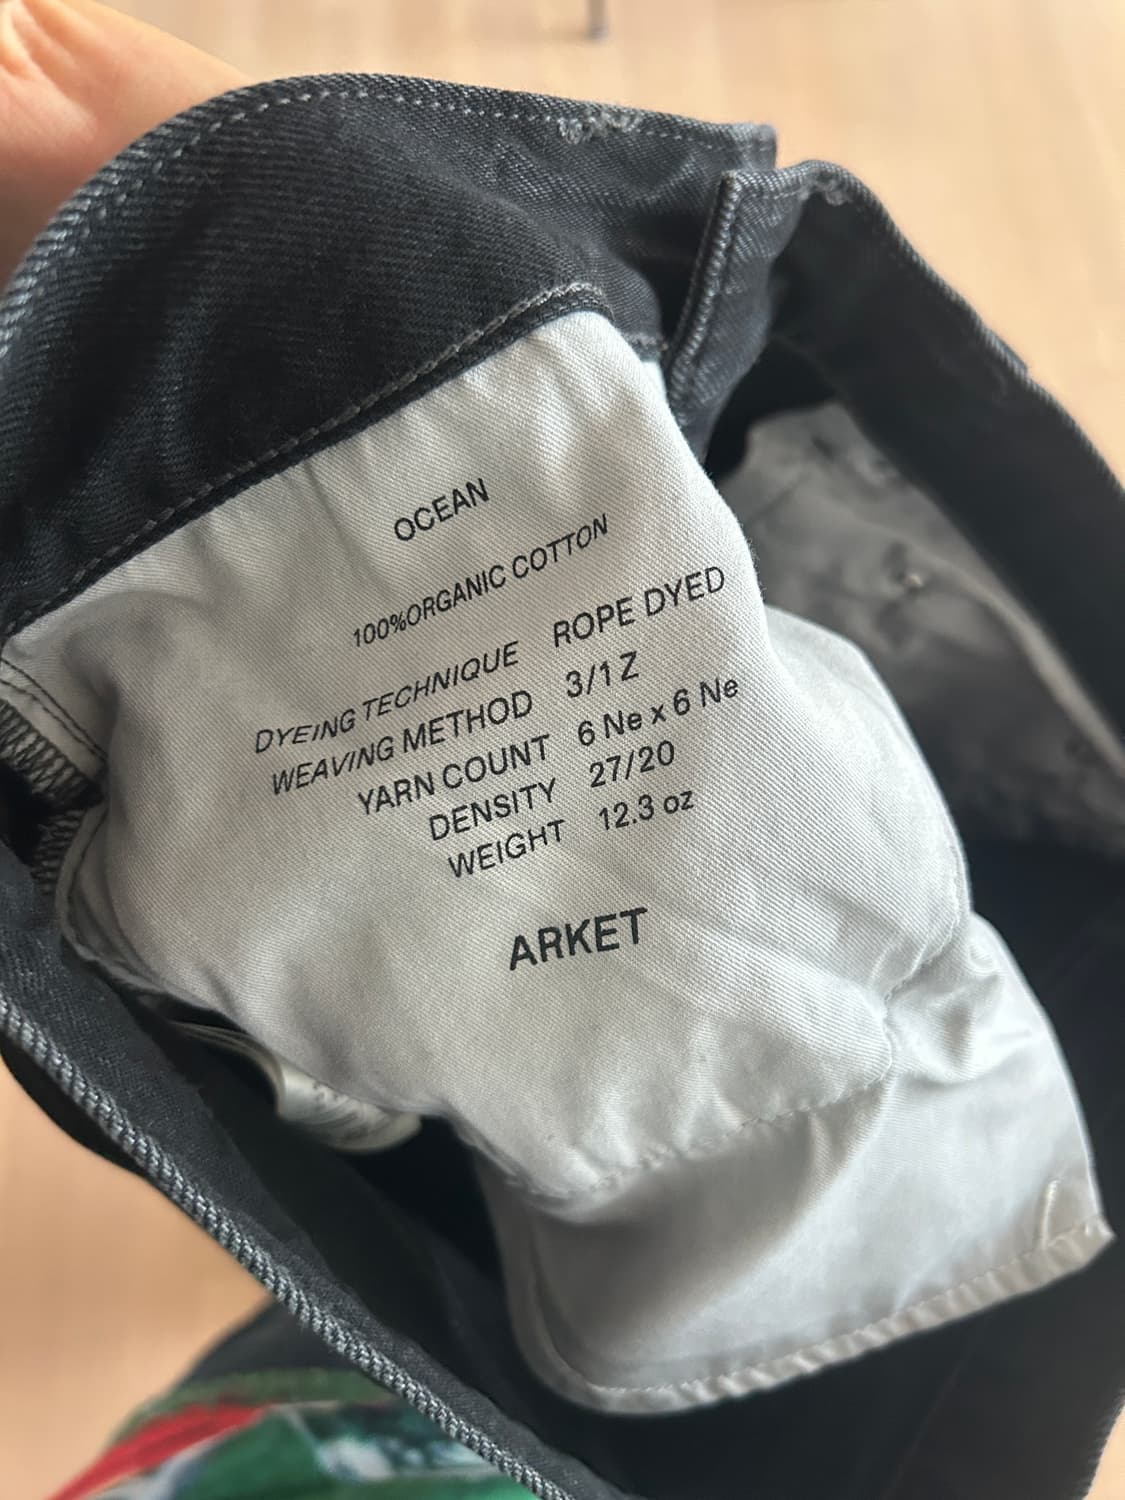 OCEAN
100%ORGANIC COTTON
DYEING TECHNIQUE ROPE DYED
WEAVING METHOD 3/1 Z
YARN COUNT 6 Ne x 6 Ne
DENSITY 27/20
WEIGHT 12.3 oz
ARKET